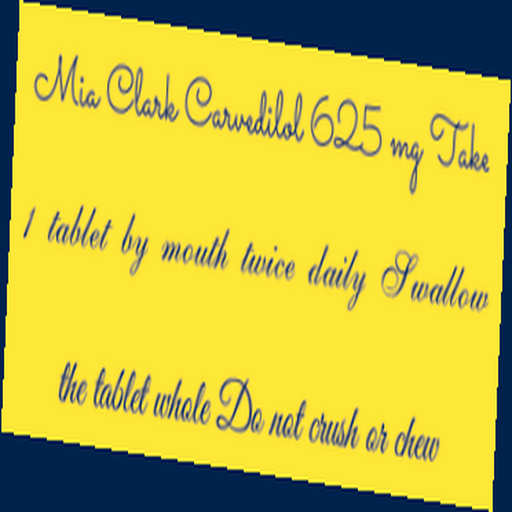 Mia Clark Carvedilol 625 mg Take
1 tablet by mouth twice daily Swallow
the tablet whole Do not crush or chew